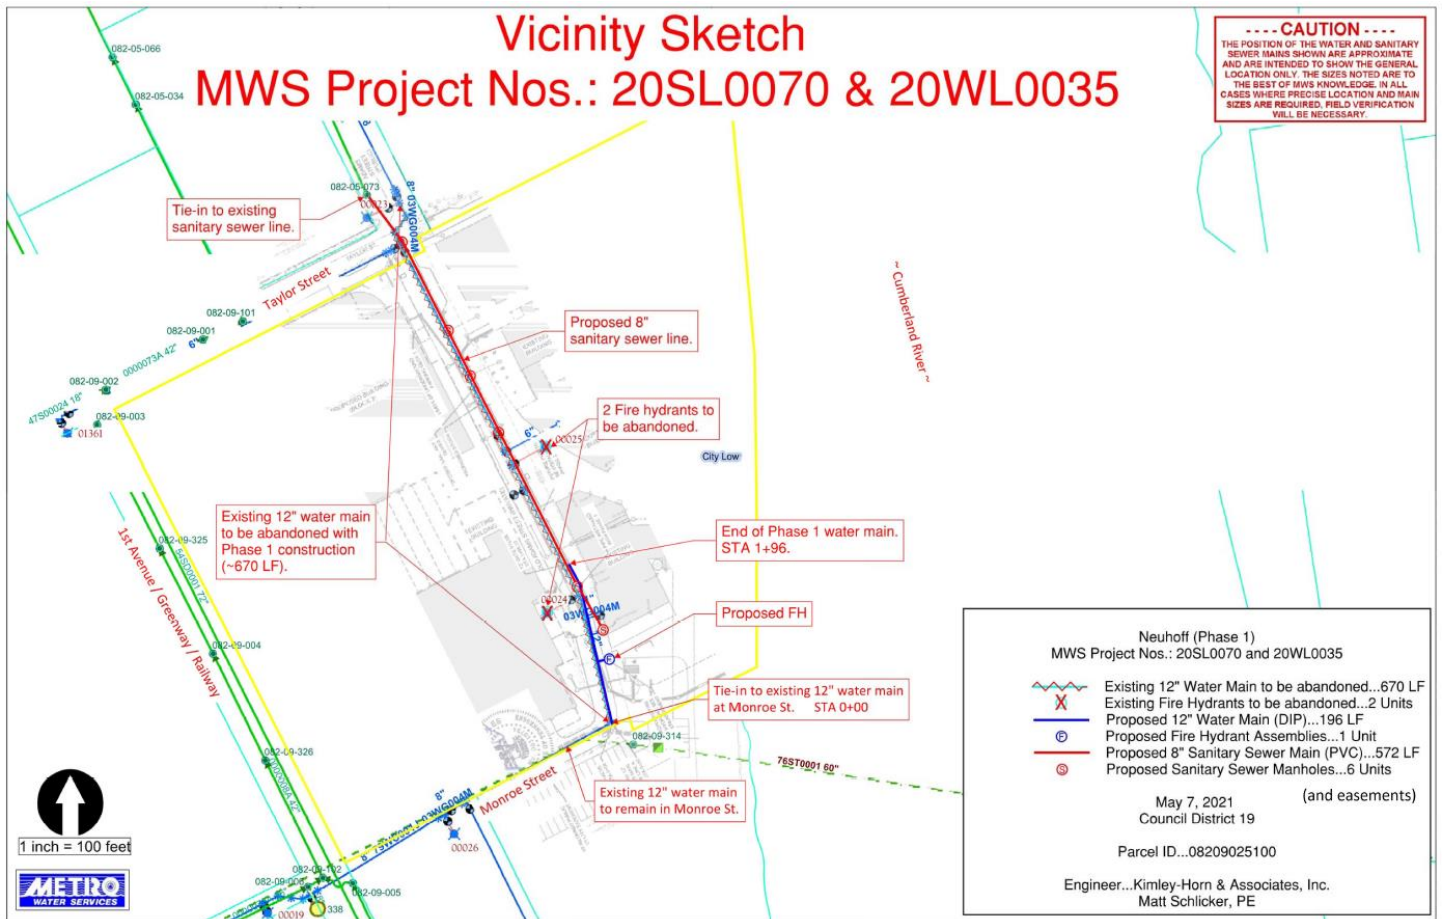 Vicinity Sketch
MWS Project Nos.: 20SL0070 & 20WL0035
- - - - CAUTION - - - -
THE POSITION OF THE WATER AND SANITARY
SEWER MAINS SHOWN ARE APPROXIMATE
AND ARE INTENDED TO SHOW THE GENERAL
LOCATION ONLY. THE SIZES NOTED ARE TO
THE BEST OF MWS KNOWLEDGE. IN ALL
CASES WHERE PRECISE LOCATION AND MAIN
SIZES ARE REQUIRED, FIELD VERIFICATION
WILL BE NECESSARY.
082-05-066
082-05-034
082-05-073
00023
8" 03WG004M
Tie-in to existing
sanitary sewer line.
Taylor Street
082-09-101
082-09-001
6"
0000073A 42"
082-09-002
47S00024 18"
082-09-003
01361
~ Cumberland River ~
Proposed 8"
sanitary sewer line.
2 Fire hydrants to
be abandoned.
6"
00025
City Low
Existing 12" water main
to be abandoned with
Phase 1 construction
(~670 LF).
End of Phase 1 water main.
STA 1+96.
082-09-325
54SD0001 72"
1st Avenue / Greenway / Railway
00024
03WG004M
12"
Proposed FH
082-09-004
Tie-in to existing 12" water main
at Monroe St. STA 0+00
082-09-314
76ST0001 60"
082-09-326
0000008A 42"
8"
Monroe Street
Existing 12" water main
to remain in Monroe St.
00026
1 inch = 100 feet
METRO
WATER SERVICES
082-09-102
082-09-005
00019
338
Neuhoff (Phase 1)
MWS Project Nos.: 20SL0070 and 20WL0035
Existing 12" Water Main to be abandoned...670 LF
Existing Fire Hydrants to be abandoned...2 Units
Proposed 12" Water Main (DIP)...196 LF
Proposed Fire Hydrant Assemblies...1 Unit
Proposed 8" Sanitary Sewer Main (PVC)...572 LF
Proposed Sanitary Sewer Manholes...6 Units
(and easements)
May 7, 2021
Council District 19
Parcel ID...08209025100
Engineer...Kimley-Horn & Associates, Inc.
Matt Schlicker, PE